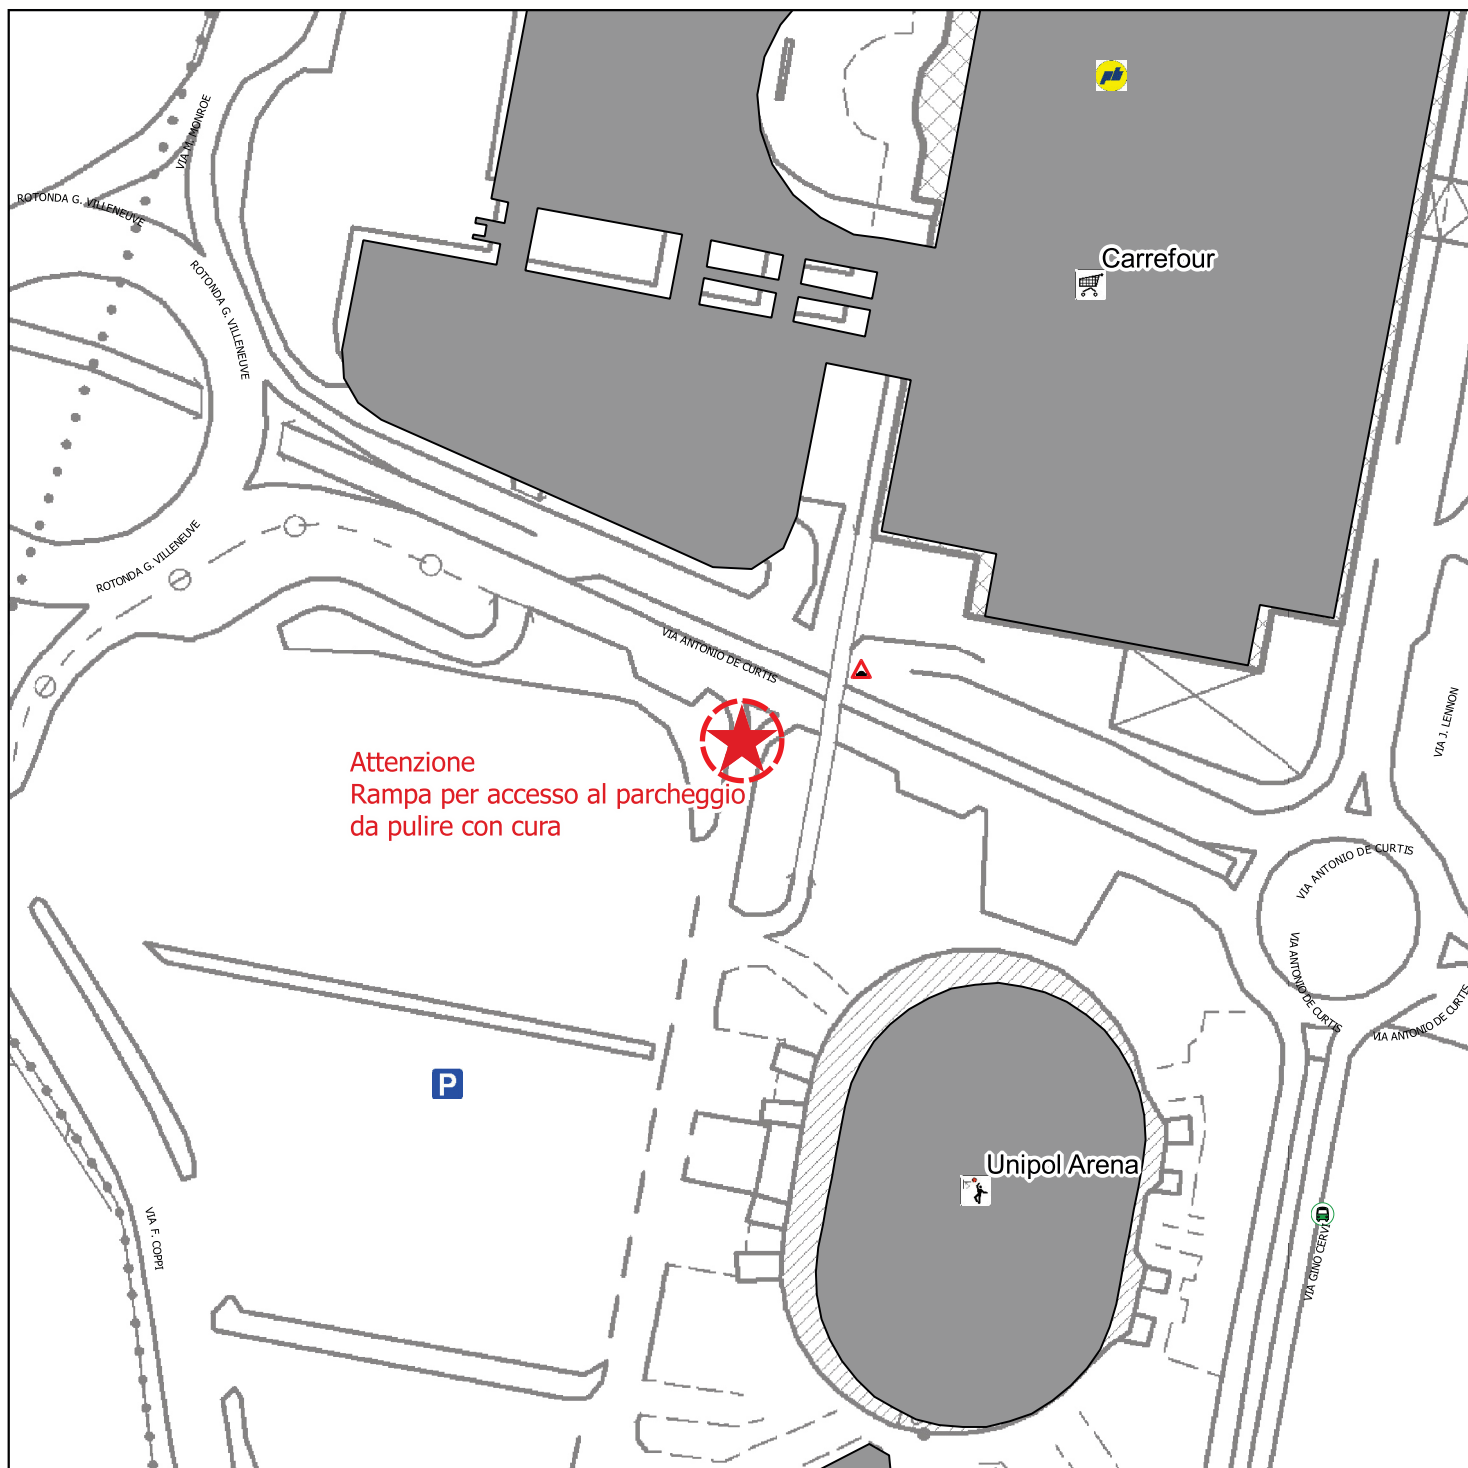 VIA M. MONROE
ROTONDA G. VILLENEUVE
ROTONDA G. VILLENEUVE
Carrefour
ROTONDA G. VILLENEUVE
VIA ANTONIO DE CURTIS
VIA J. LENNON
Attenzione
Rampa per accesso al parcheggio
da pulire con cura
VIA ANTONIO DE CURTIS
VIA ANTONIO DE CURTIS
VIA ANTONIO DE CURTIS
P
Unipol Arena
VIA F. COPPI
VIA GINO CERVI